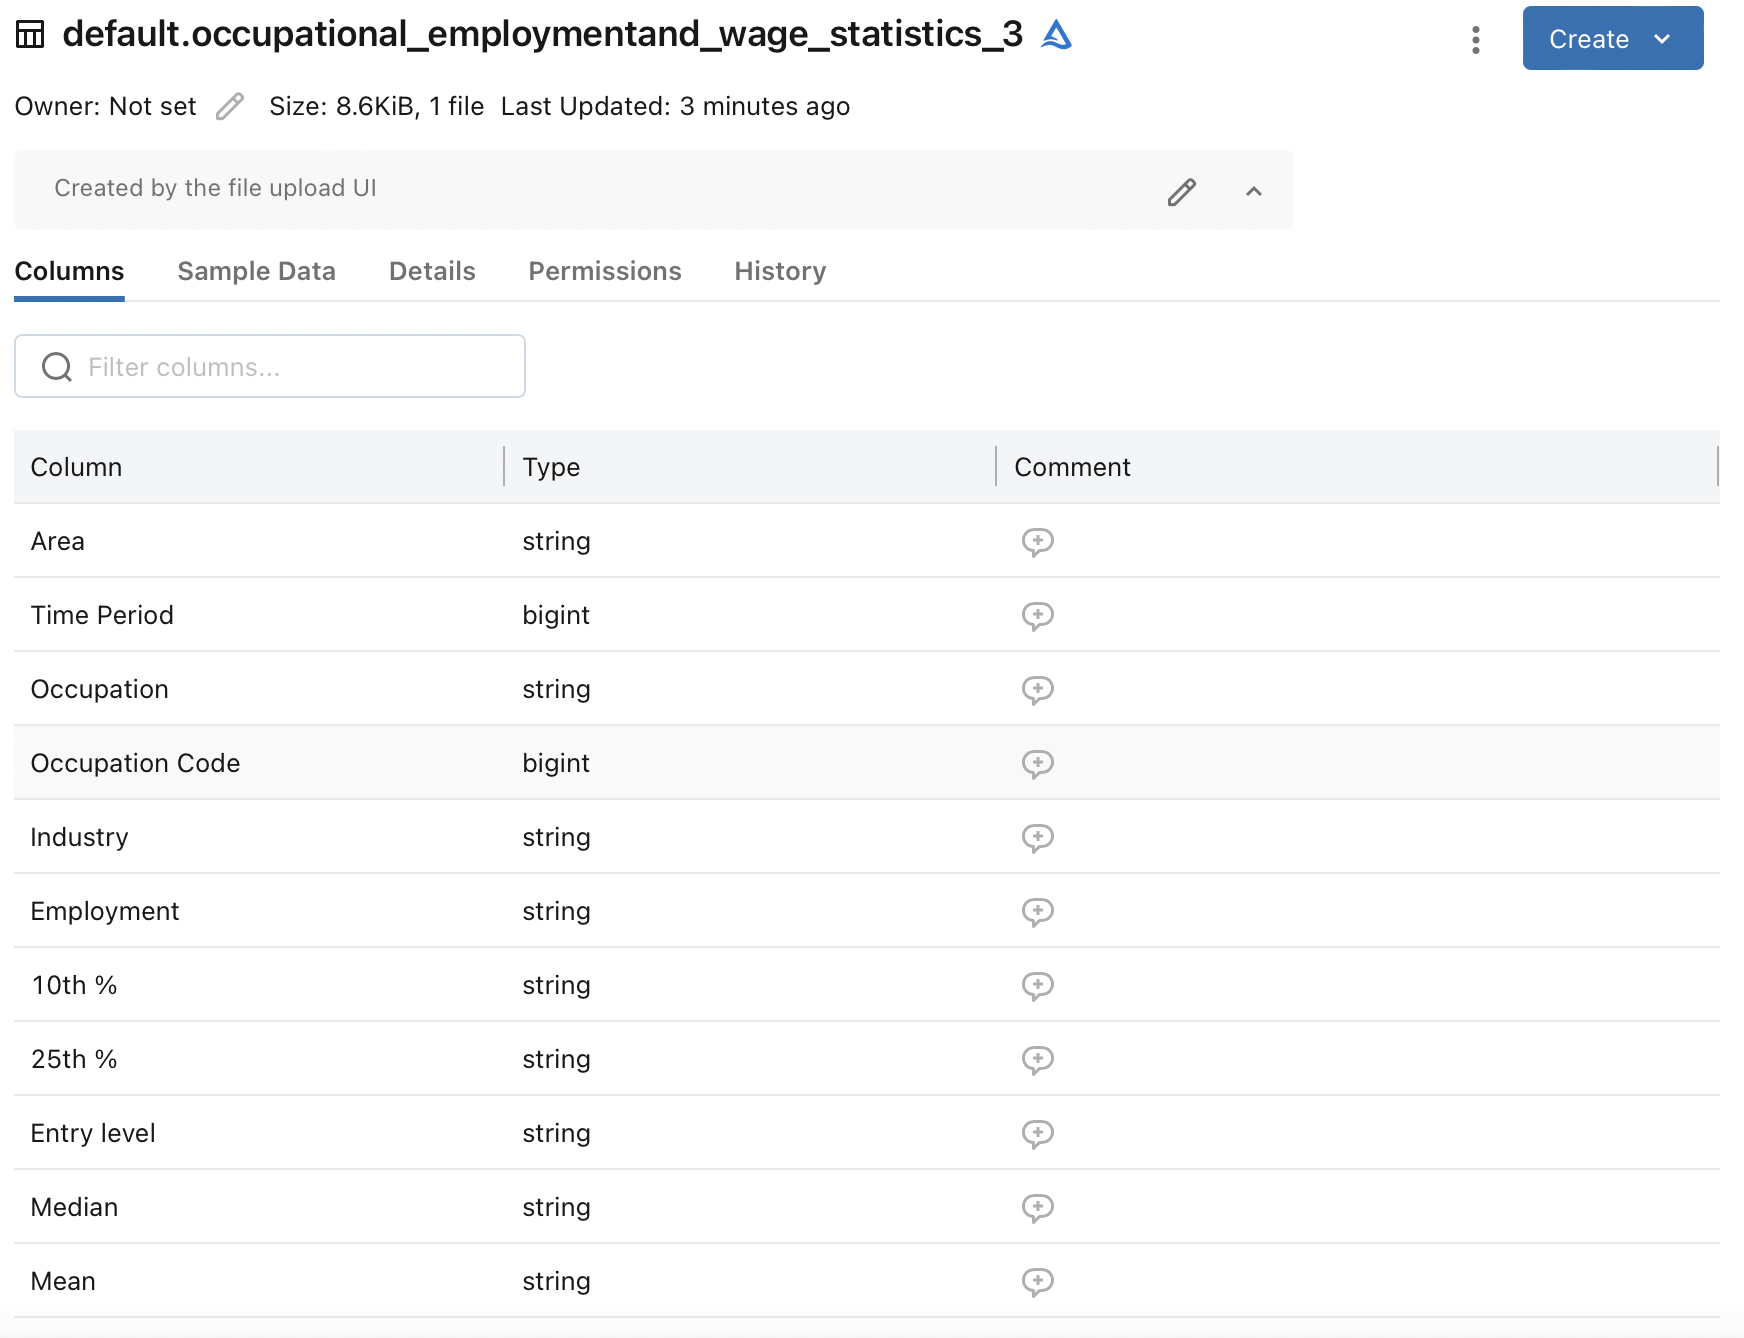 default.occupational_employmentand_wage_statistics_3
Create
Owner: Not set Size: 8.6KiB, 1 file Last Updated: 3 minutes ago
Created by the file upload UI
Columns Sample Data Details Permissions History
Filter columns...
Column Type Comment
Area string
Time Period bigint
Occupation string
Occupation Code bigint
Industry string
Employment string
10th % string
25th % string
Entry level string
Median string
Mean string